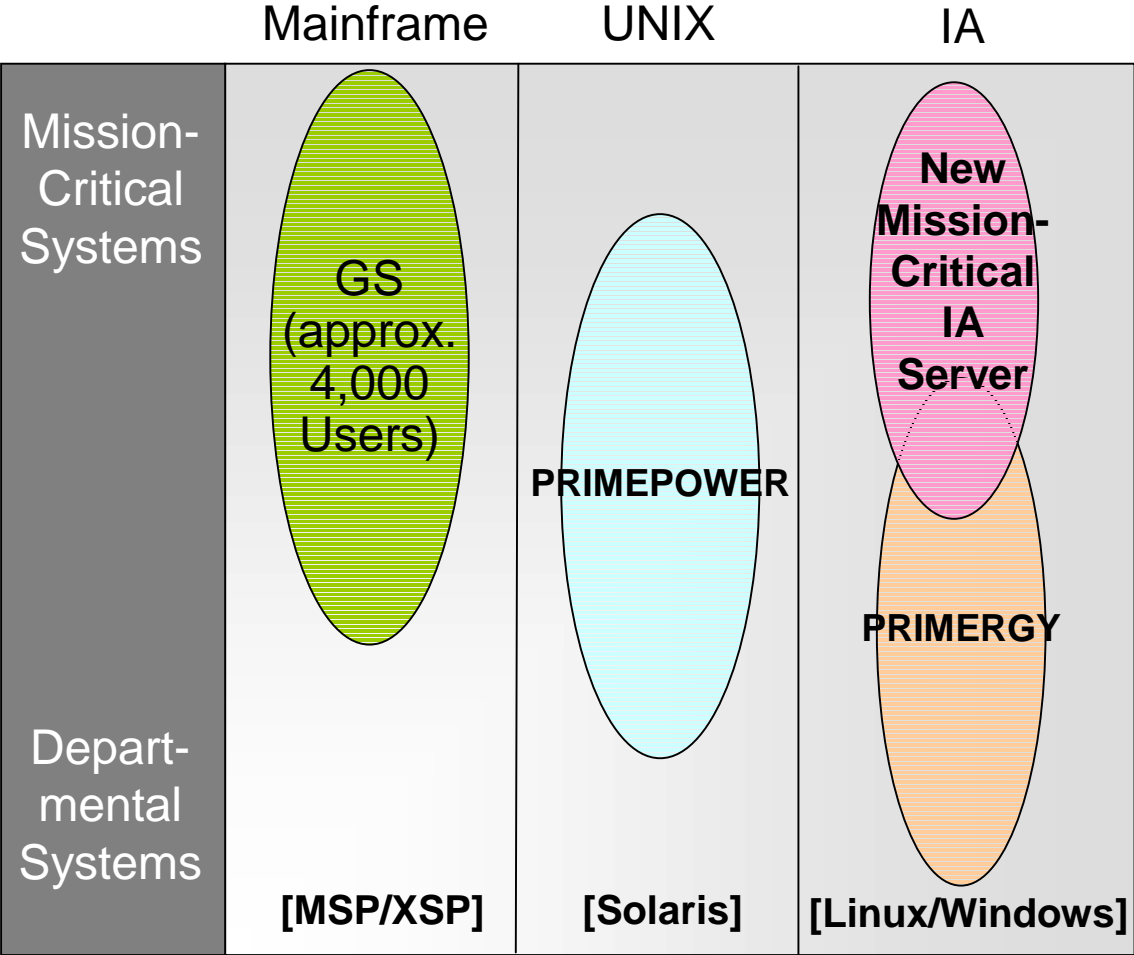 Mainframe
UNIX
IA
Mission-
Critical
Systems
GS
(approx.
4,000
Users)
PRIMEPOWER
New
Mission-
Critical
IA
Server
PRIMERGY
Depart-
mental
Systems
[MSP/XSP]
[Solaris]
[Linux/Windows]